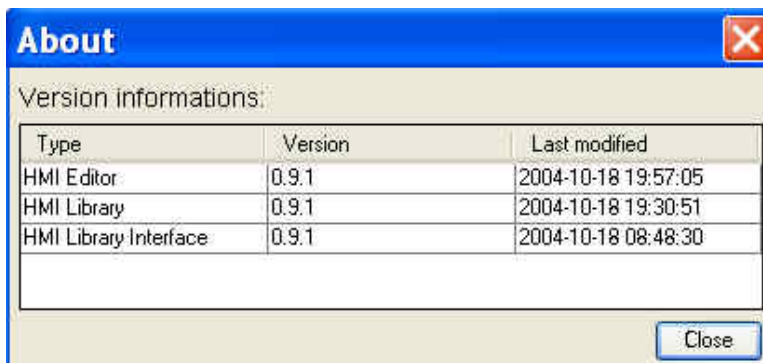 About
Version informations:
Type Version Last modified
HMI Editor 0.9.1 2004-10-18 19:57:05
HMI Library 0.9.1 2004-10-18 19:30:51
HMI Library Interface 0.9.1 2004-10-18 08:48:30
Close